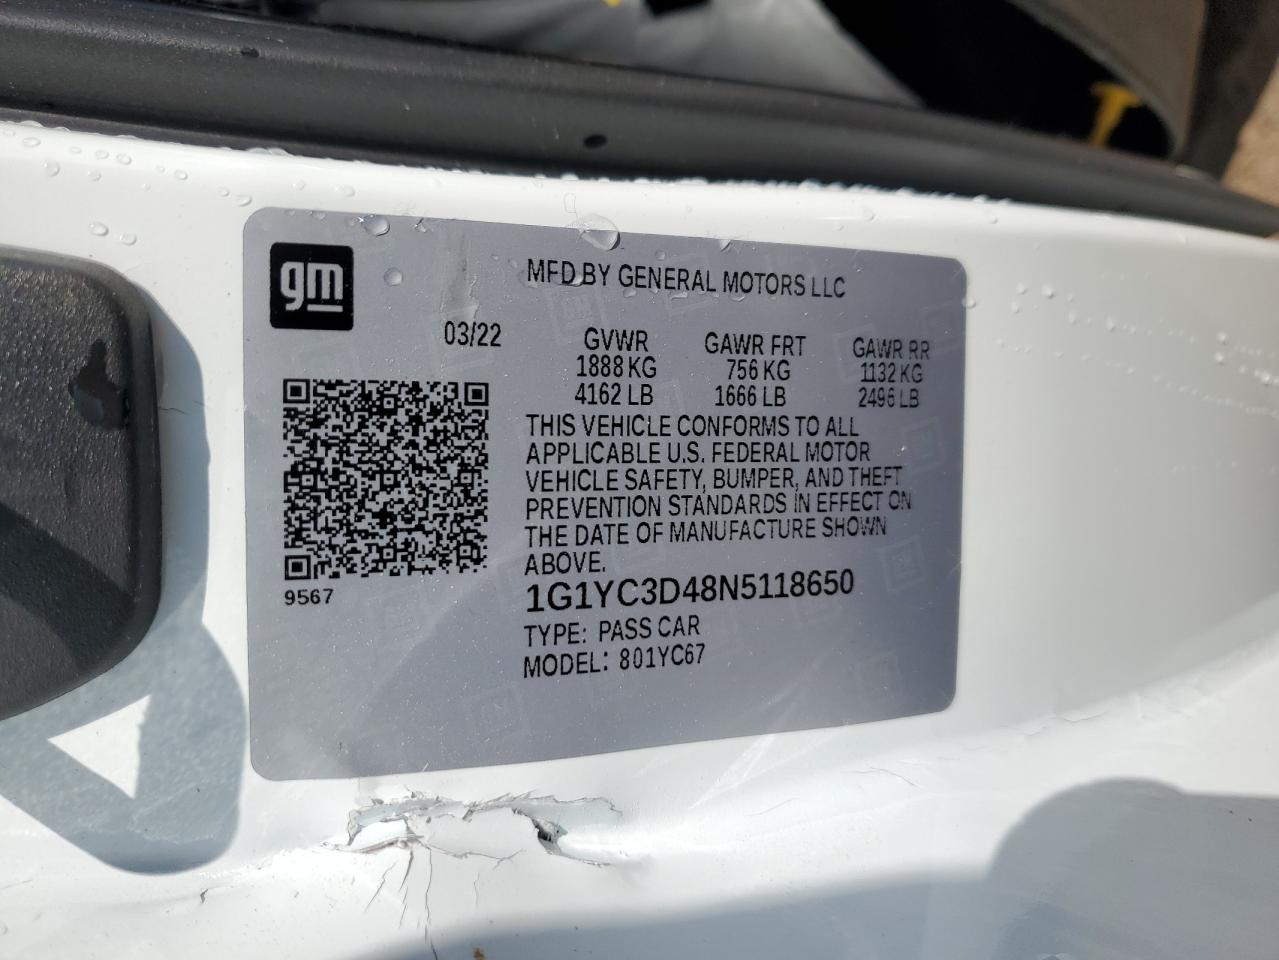 gm
MFD BY GENERAL MOTORS LLC
03/22 GVWR GAWR FRT GAWR RR
1888 KG 756 KG 1132 KG
4162 LB 1666 LB 2496 LB
THIS VEHICLE CONFORMS TO ALL
APPLICABLE U.S. FEDERAL MOTOR
VEHICLE SAFETY, BUMPER, AND THEFT
PREVENTION STANDARDS IN EFFECT ON
THE DATE OF MANUFACTURE SHOWN
ABOVE.
9567
1G1YC3D48N5118650
TYPE: PASS CAR
MODEL: 801YC67